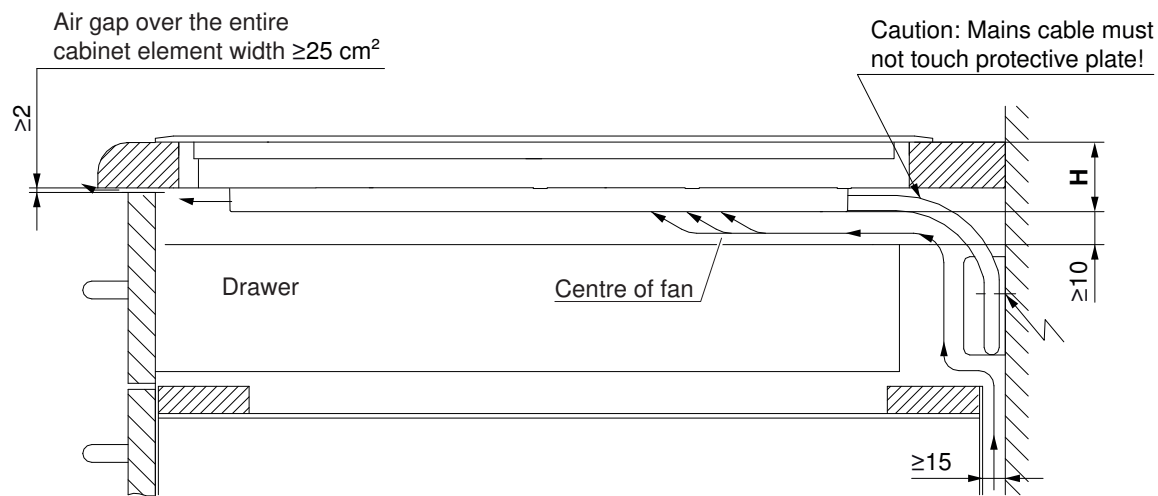 Air gap over the entire
cabinet element width ≥25 cm²
Caution: Mains cable must
not touch protective plate!
≥2
H
≥10
Drawer
Centre of fan
≥15